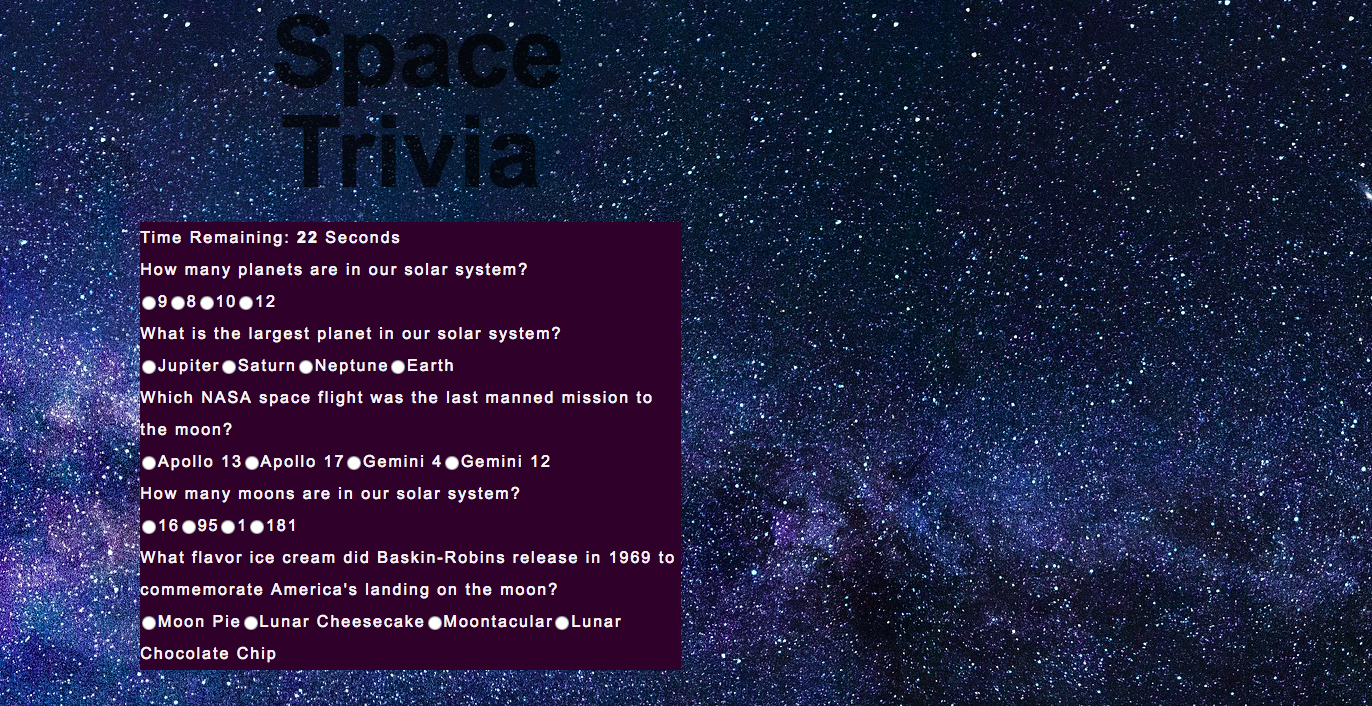 Space
Trivia
Time Remaining: 22 Seconds
How many planets are in our solar system?
9 8 10 12
What is the largest planet in our solar system?
Jupiter Saturn Neptune Earth
Which NASA space flight was the last manned mission to
the moon?
Apollo 13 Apollo 17 Gemini 4 Gemini 12
How many moons are in our solar system?
16 95 1 181
What flavor ice cream did Baskin-Robins release in 1969 to
commemorate America's landing on the moon?
Moon Pie Lunar Cheesecake Moontacular Lunar
Chocolate Chip